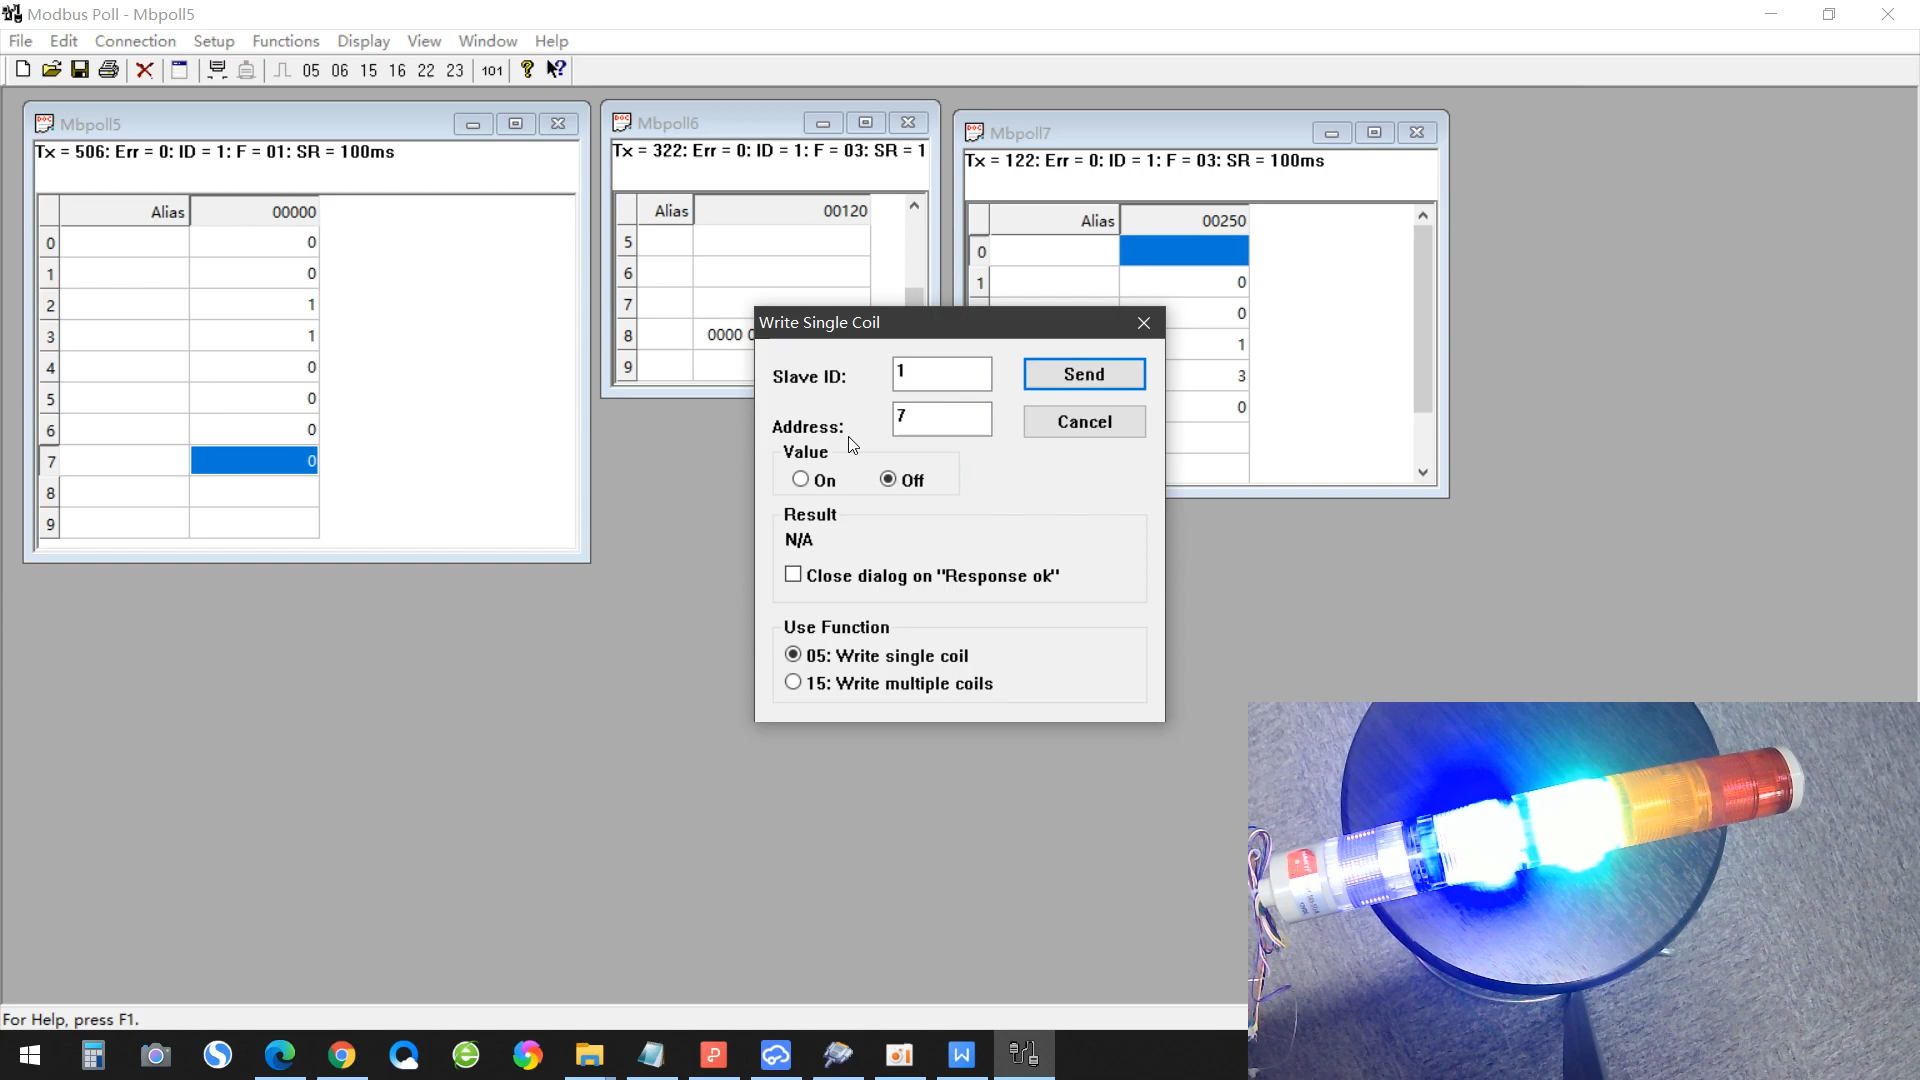 Modbus Poll - Mbpoll5
File Edit Connection Setup Functions Display View Window Help
05 06 15 16 22 23 101
Mbpoll5
Tx = 506: Err = 0: ID = 1: F = 01: SR = 100ms
Alias 00000
0 0
1 0
2 1
3 1
4 0
5 0
6 0
7 0
8
9
Mbpoll6
Tx = 322: Err = 0: ID = 1: F = 03: SR = 1
Alias 00120
5
6
7
8 0000 0
9
Mbpoll7
Tx = 122: Err = 0: ID = 1: F = 03: SR = 100ms
Alias 00250
0
1 0
0
1
3
0
Write Single Coil
Slave ID: 1 Send
Address: 7 Cancel
Value
On Off
Result
N/A
Close dialog on "Response ok"
Use Function
05: Write single coil
15: Write multiple coils
For Help, press F1.